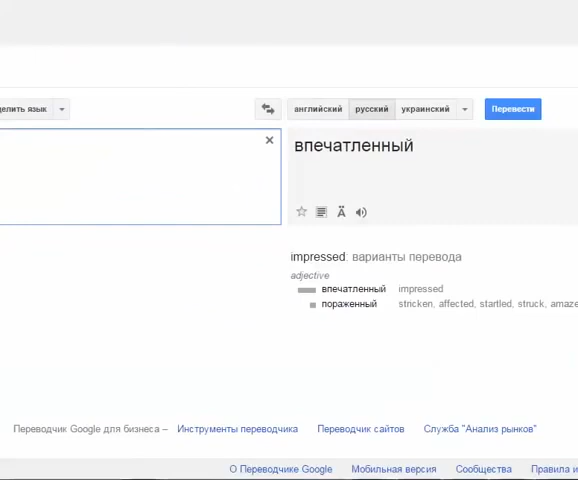 делить язык английский русский украинский Перевести
впечатленный
Ä
impressed: варианты перевода
adjective
впечатленный impressed
пораженный stricken, affected, startled, struck, amaze
Переводчик Google для бизнеса – Инструменты переводчика Переводчик сайтов Служба "Анализ рынков"
О Переводчике Google Мобильная версия Сообщества Правила и